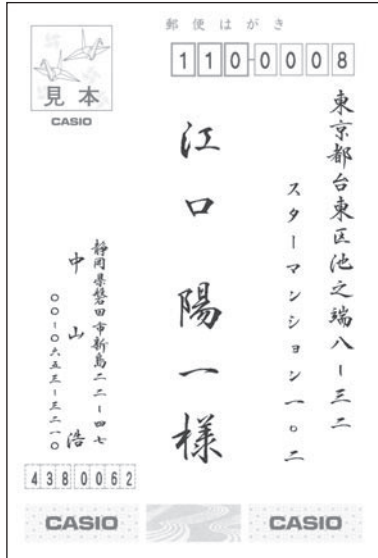 郵便はがき
110-0008
見本
CASIO
東京都台東区池之端八ー三二
スターマンション一〇二
江口陽一様
静岡県磐田市新島二二ー四七
中山浩
〇〇ー〇六五三ー三二一〇
4380062
CASIO
CASIO